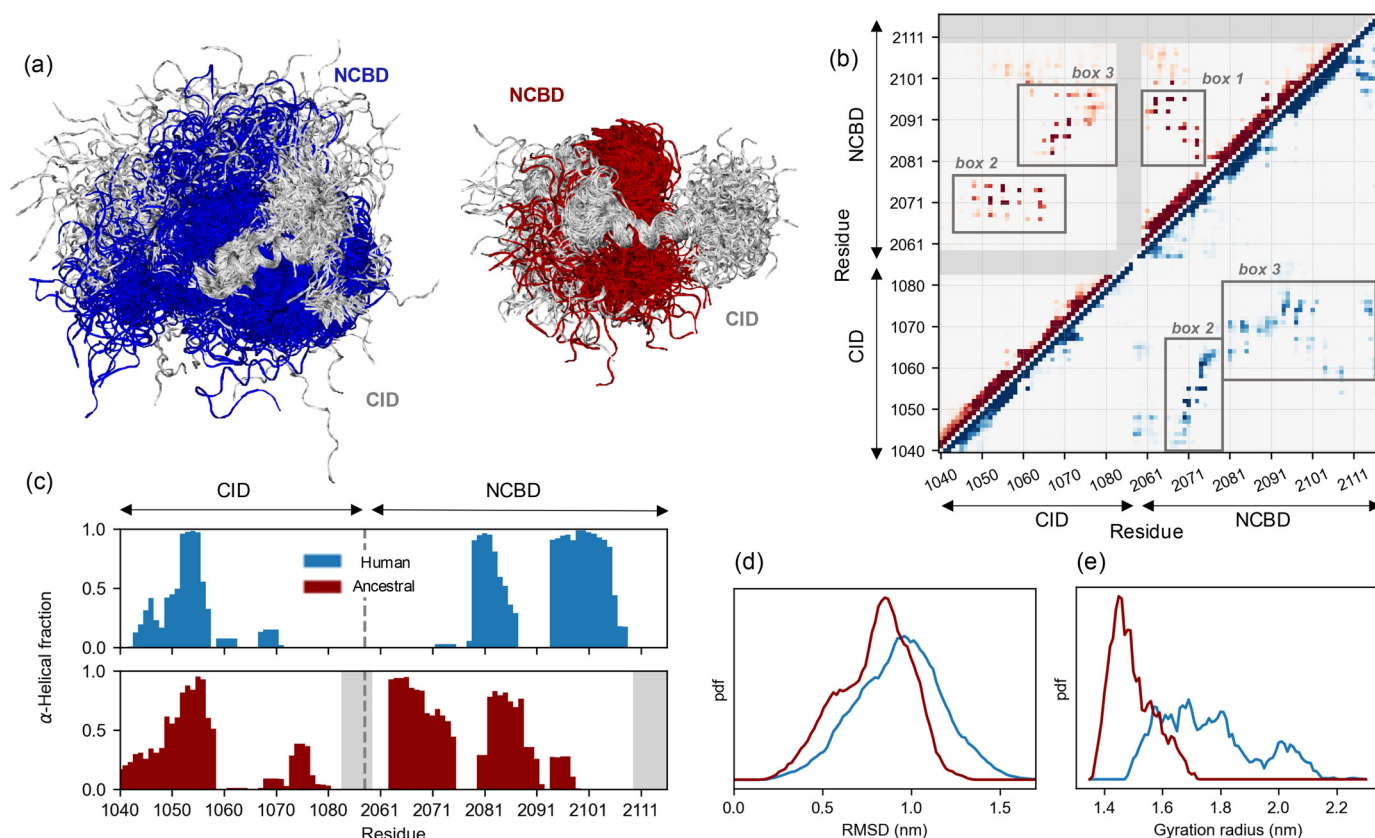 (a)
NCBD
CID
NCBD
CID
(b)
2111
2101
2091
2081
2071
2061
1080
1070
1060
1050
1040
NCBD
Residue
CID
box 3
box 1
box 2
box 3
box 2
1040 1050 1060 1070 1080 2061 2071 2081 2091 2101 2111
CID Residue NCBD
(c)
CID NCBD
1.0
0.5
0.0
Human
Ancestral
1.0
0.5
0.0
α-Helical fraction
1040 1050 1060 1070 1080 2061 2071 2081 2091 2101
Residue
(d)
pdf
0.0 0.5 1.0 1.5
RMSD (nm)
(e)
pdf
1.4 1.6 1.8 2.0 2.2
Gyration radius (nm)